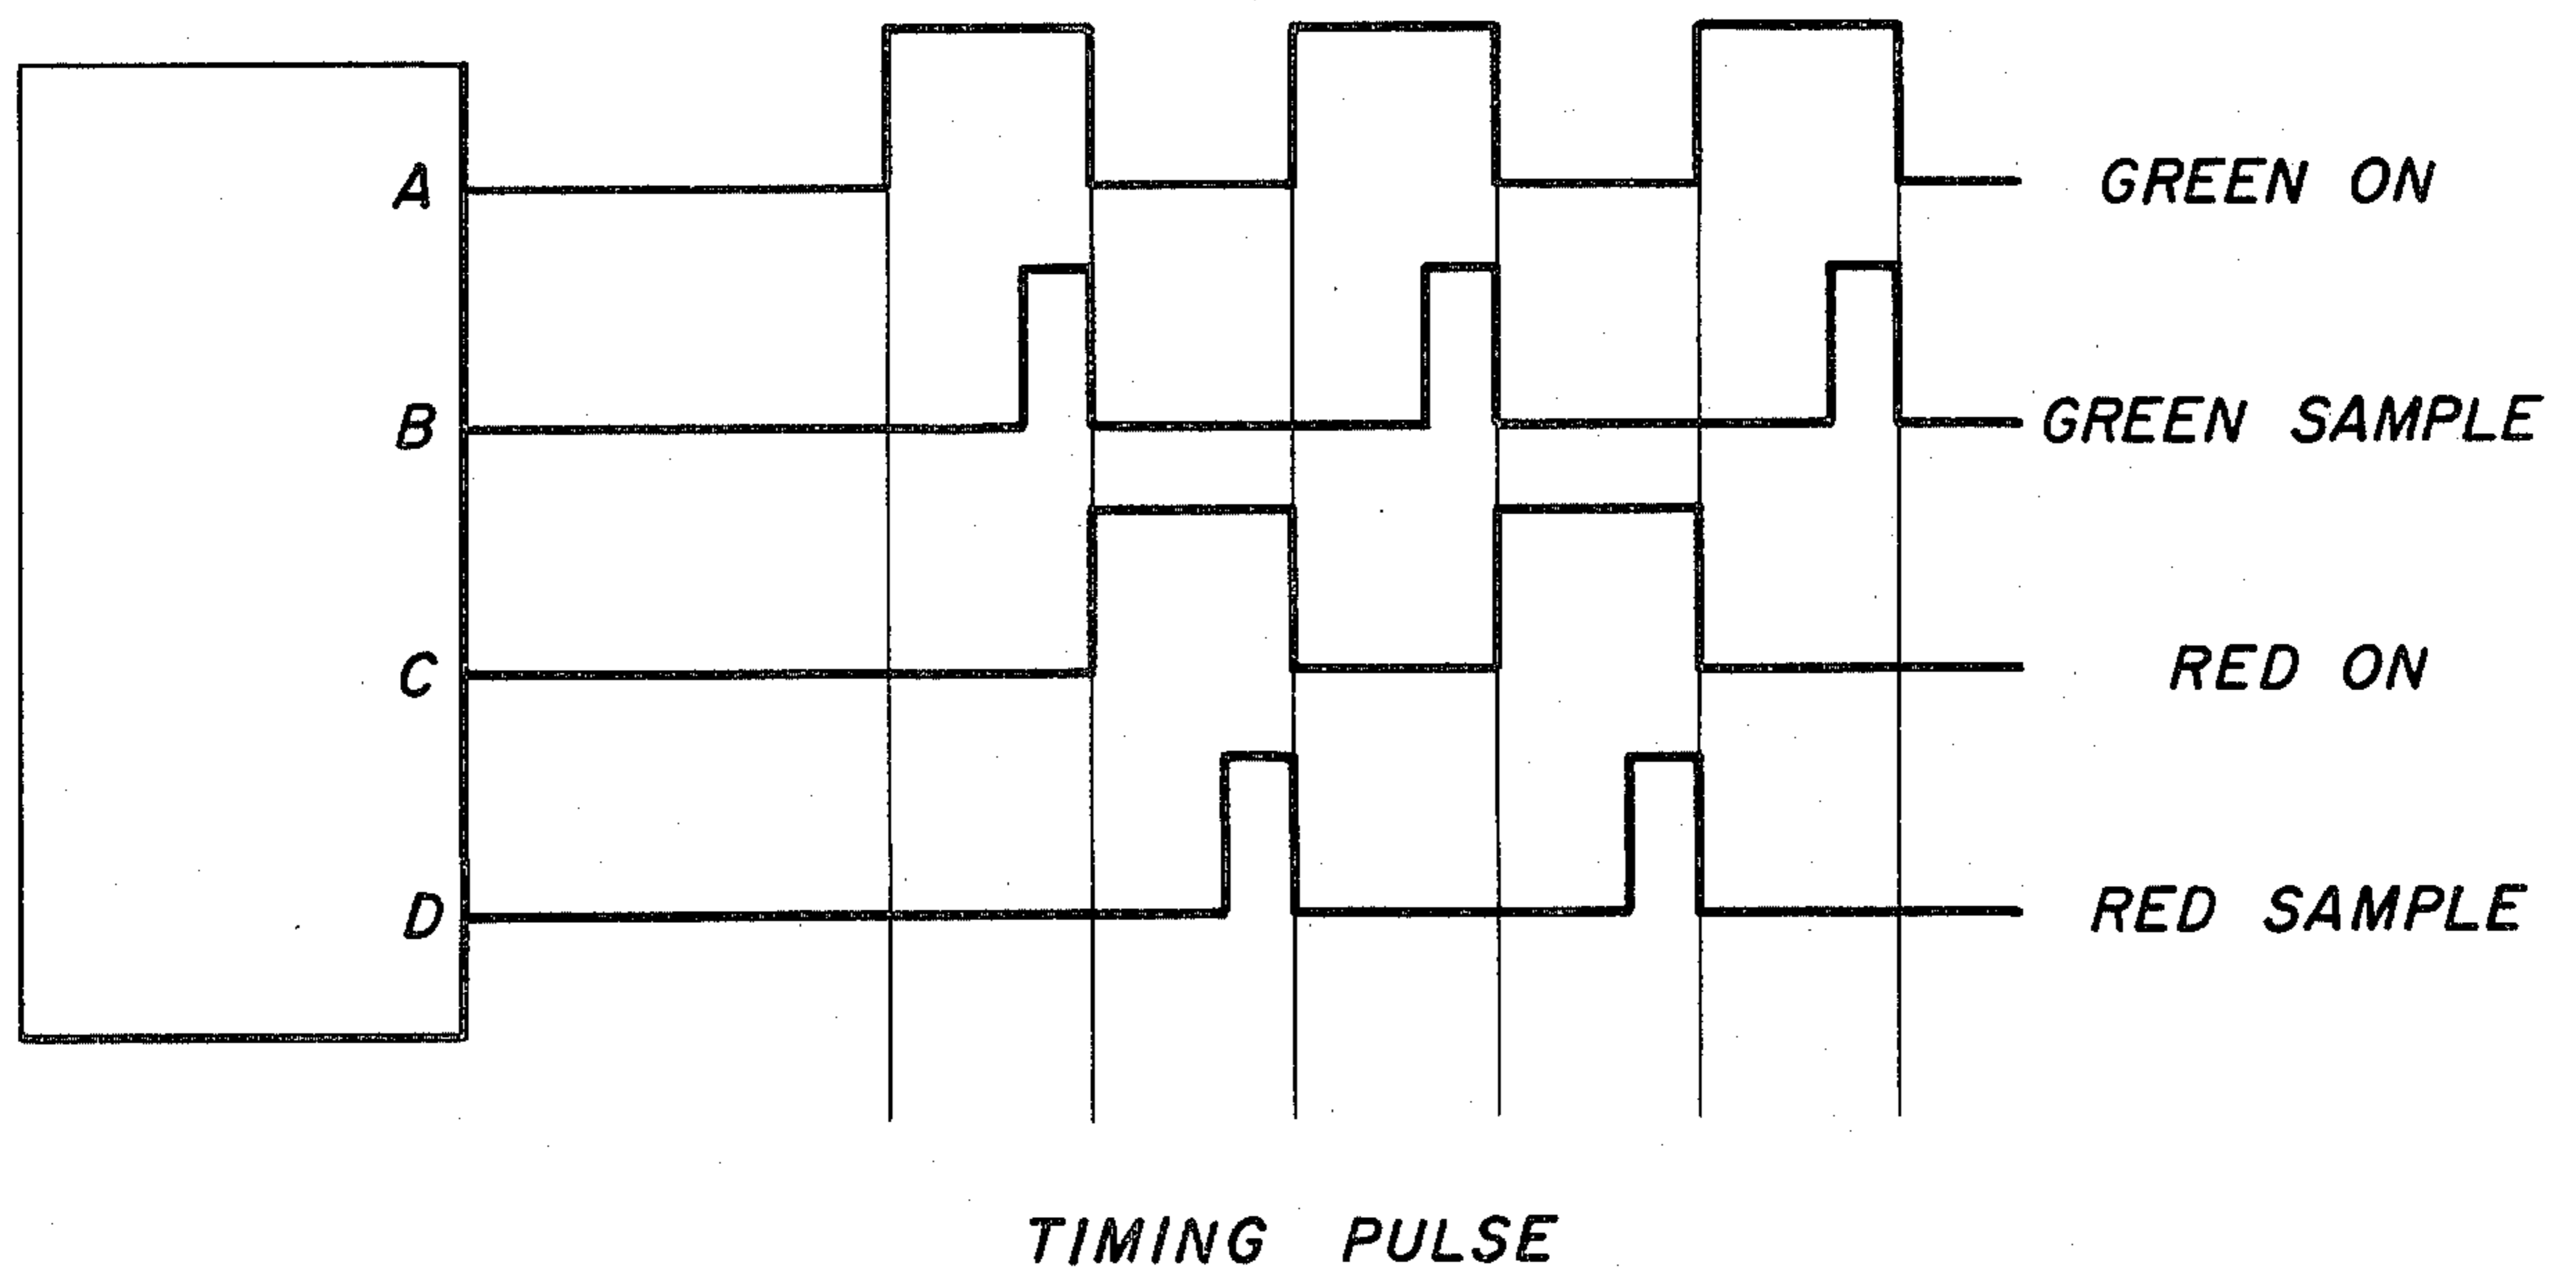 A GREEN ON
B GREEN SAMPLE
C RED ON
D RED SAMPLE
TIMING PULSE